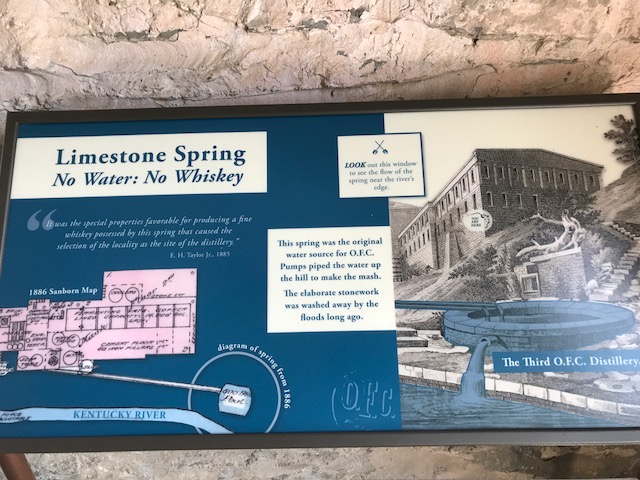 Limestone Spring
No Water: No Whiskey
LOOK out this window
to see the flow of the
spring near the river's
edge.
“It was the special properties favorable for producing a fine
whiskey possessed by this spring that caused the
selection of the locality as the site of the distillery.”
E. H. Taylor Jr., 1885
This spring was the original
water source for O.F.C.
Pumps piped the water up
the hill to make the mash.
The elaborate stonework
was washed away by the
floods long ago.
1886 Sanborn Map
diagram of spring from 1886
KENTUCKY RIVER
O.F.C.
The Third O.F.C. Distillery.